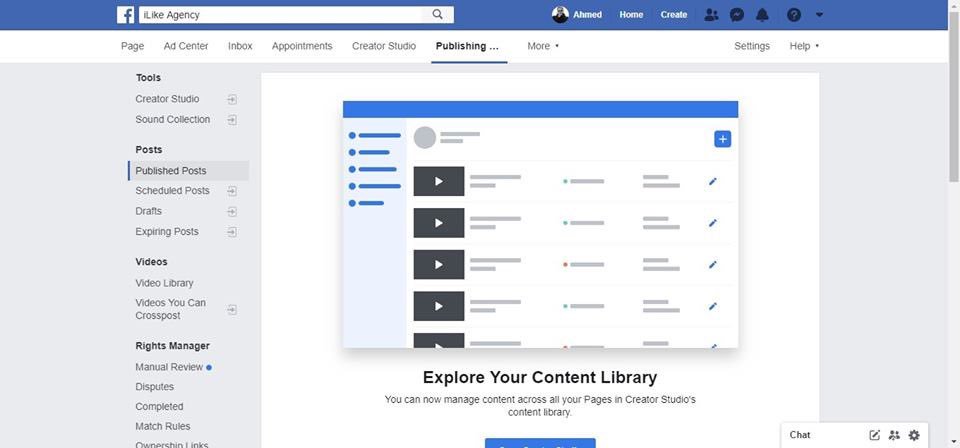 iLike Agency
Ahmed Home Create
Page Ad Center Inbox Appointments Creator Studio Publishing ... More Settings Help
Tools
Creator Studio
Sound Collection
Posts
Published Posts
Scheduled Posts
Drafts
Expiring Posts
Videos
Video Library
Videos You Can
Crosspost
Rights Manager
Manual Review
Disputes
Completed
Match Rules
Ownership Links
Explore Your Content Library
You can now manage content across all your Pages in Creator Studio's
content library.
Chat